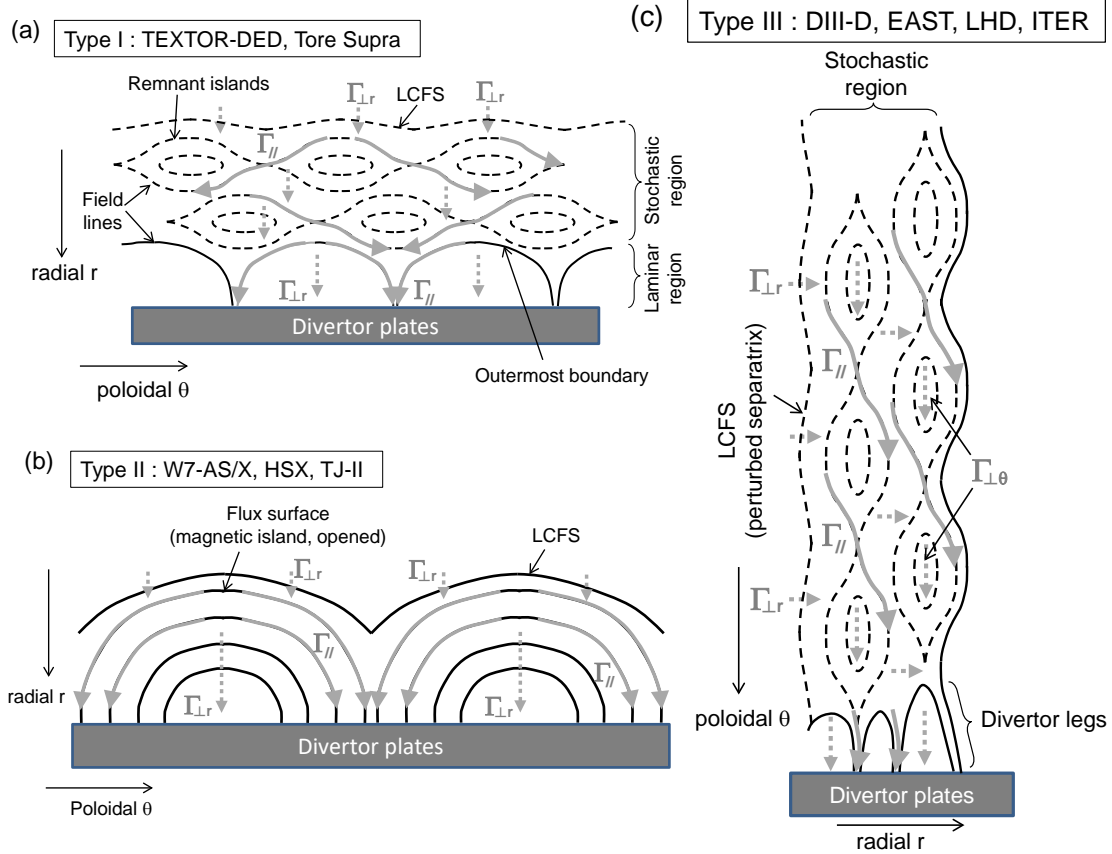 (a)
Type I : TEXTOR-DED, Tore Supra
Remnant islands
Γ⊥r
LCFS
Γ⊥r
Γ//
Field
lines
radial r
Stochastic
region
Laminar
region
Γ⊥r
Γ//
Divertor plates
poloidal θ
Outermost boundary
(b)
Type II : W7-AS/X, HSX, TJ-II
Flux surface
(magnetic island, opened)
LCFS
Γ⊥r
Γ⊥r
Γ//
Γ//
radial r
Γ⊥r
Γ⊥r
Divertor plates
Poloidal θ
(c)
Type III : DIII-D, EAST, LHD, ITER
Stochastic
region
Γ⊥r
Γ//
LCFS
(perturbed separatrix)
Γ⊥θ
Γ//
Γ⊥r
poloidal θ
Divertor legs
Divertor plates
radial r